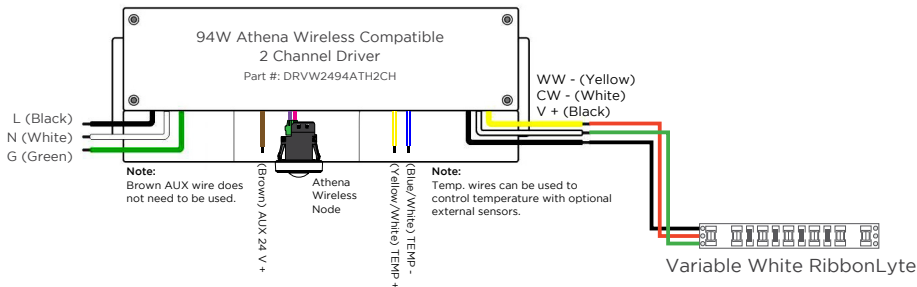 94W Athena Wireless Compatible
2 Channel Driver
Part #: DRVW2494ATH2CH
WW - (Yellow)
CW - (White)
V + (Black)
L (Black)
N (White)
G (Green)
Note:
Brown AUX wire does
not need to be used.
(Brown) AUX 24 V +
Athena
Wireless
Node
(Yellow/White) TEMP +
(Blue/White) TEMP -
Note:
Temp. wires can be used to
control temperature with optional
external sensors.
Variable White RibbonLyte